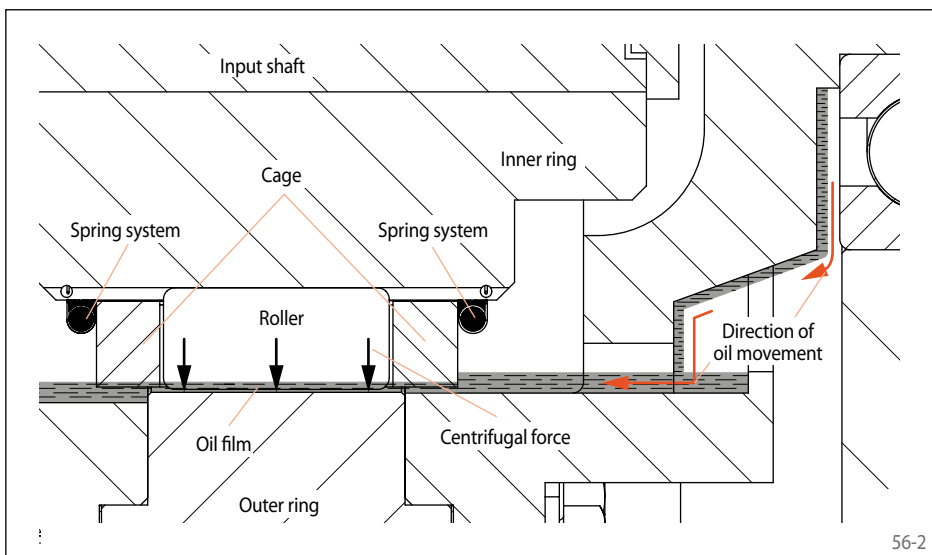 Input shaft
Inner ring
Cage
Spring system
Spring system
Roller
Direction of
oil movement
Oil film
Centrifugal force
Outer ring
56-2